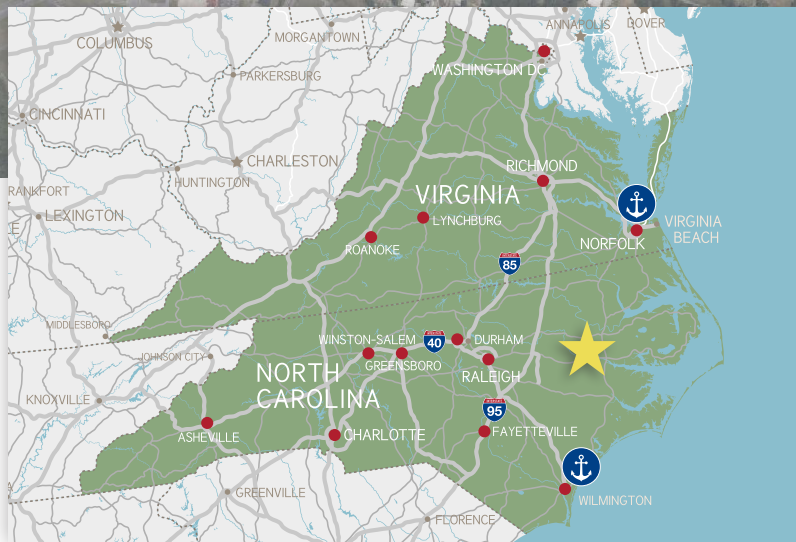 ANNAPOLIS
DOVER
COLUMBUS
MORGANTOWN
WASHINGTON DC
PARKERSBURG
CINCINNATI
CHARLESTON
RICHMOND
HUNTINGTON
RANKFORT
VIRGINIA
LEXINGTON
LYNCHBURG
VIRGINIA
BEACH
NORFOLK
ROANOKE
85
MIDDLESBORO
WINSTON-SALEM
40
DURHAM
JOHNSON CITY
GREENSBORO
RALEIGH
NORTH
CAROLINA
KNOXVILLE
95
ASHEVILLE
CHARLOTTE
FAYETTEVILLE
GREENVILLE
WILMINGTON
FLORENCE